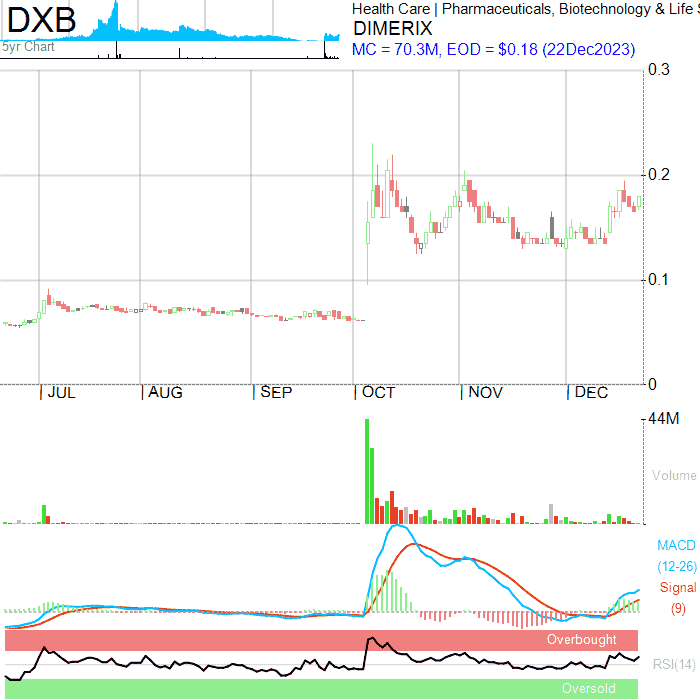 DXB
5yr Chart
Health Care | Pharmaceuticals, Biotechnology & Life S
DIMERIX
MC = 70.3M, EOD = $0.18 (22Dec2023)
0.3
0.2
0.1
0
JUL AUG SEP OCT NOV DEC
44M
Volume
MACD
(12-26)
Signal
(9)
Overbought
RSI(14)
Oversold